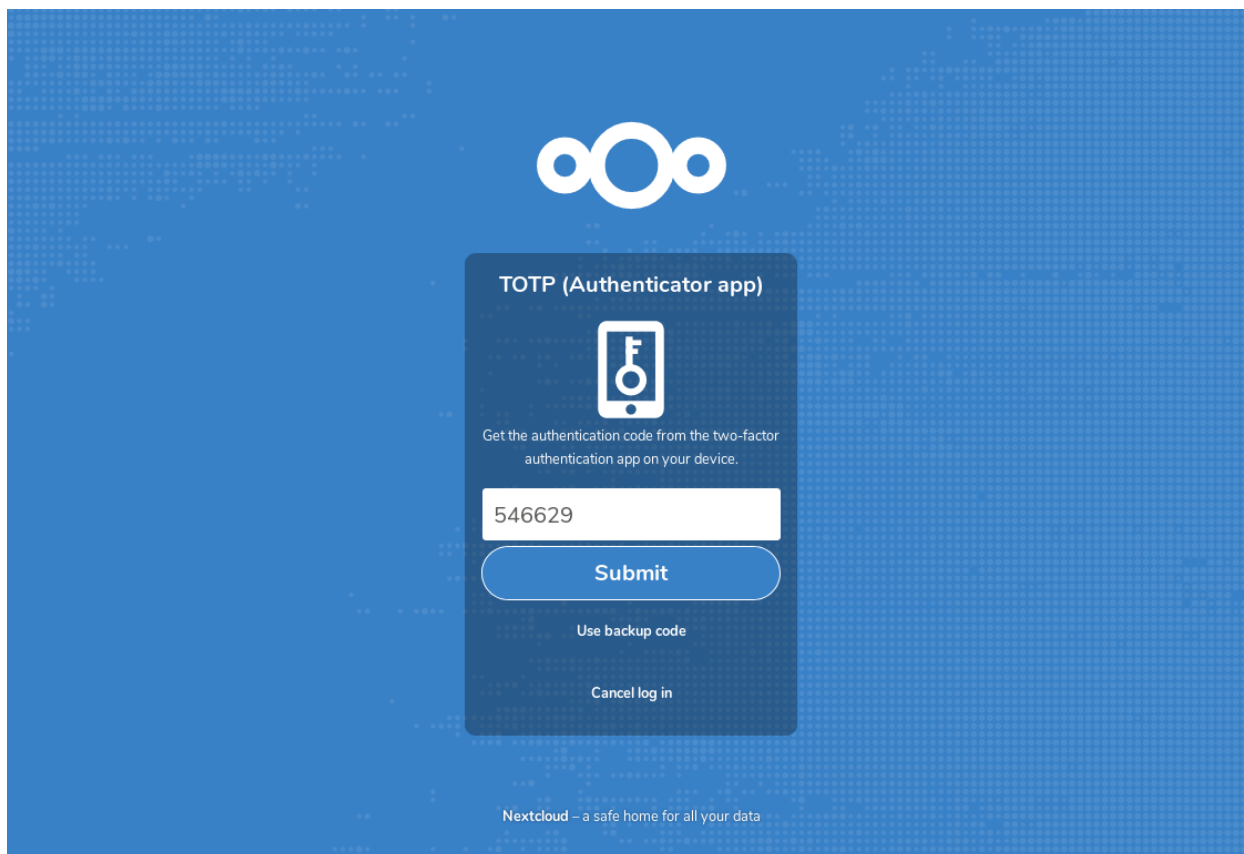 TOTP (Authenticator app)
Get the authentication code from the two-factor
authentication app on your device.
546629
Submit
Use backup code
Cancel log in
Nextcloud – a safe home for all your data